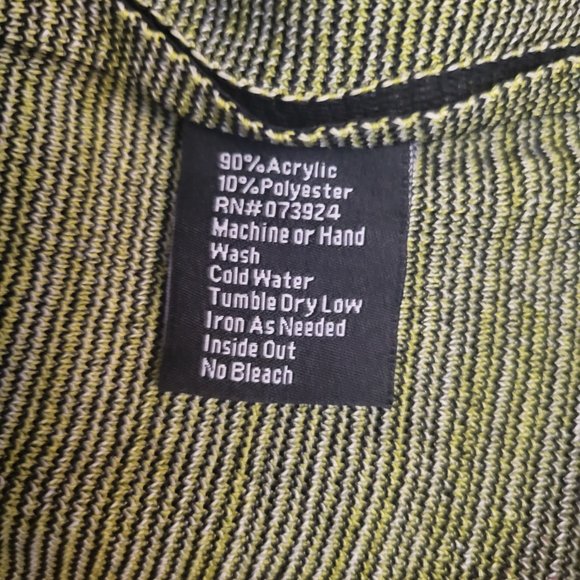 90%Acrylic
10%Polyester
RN#073924
Machine or Hand
Wash
Cold Water
Tumble Dry Low
Iron As Needed
Inside Out
No Bleach